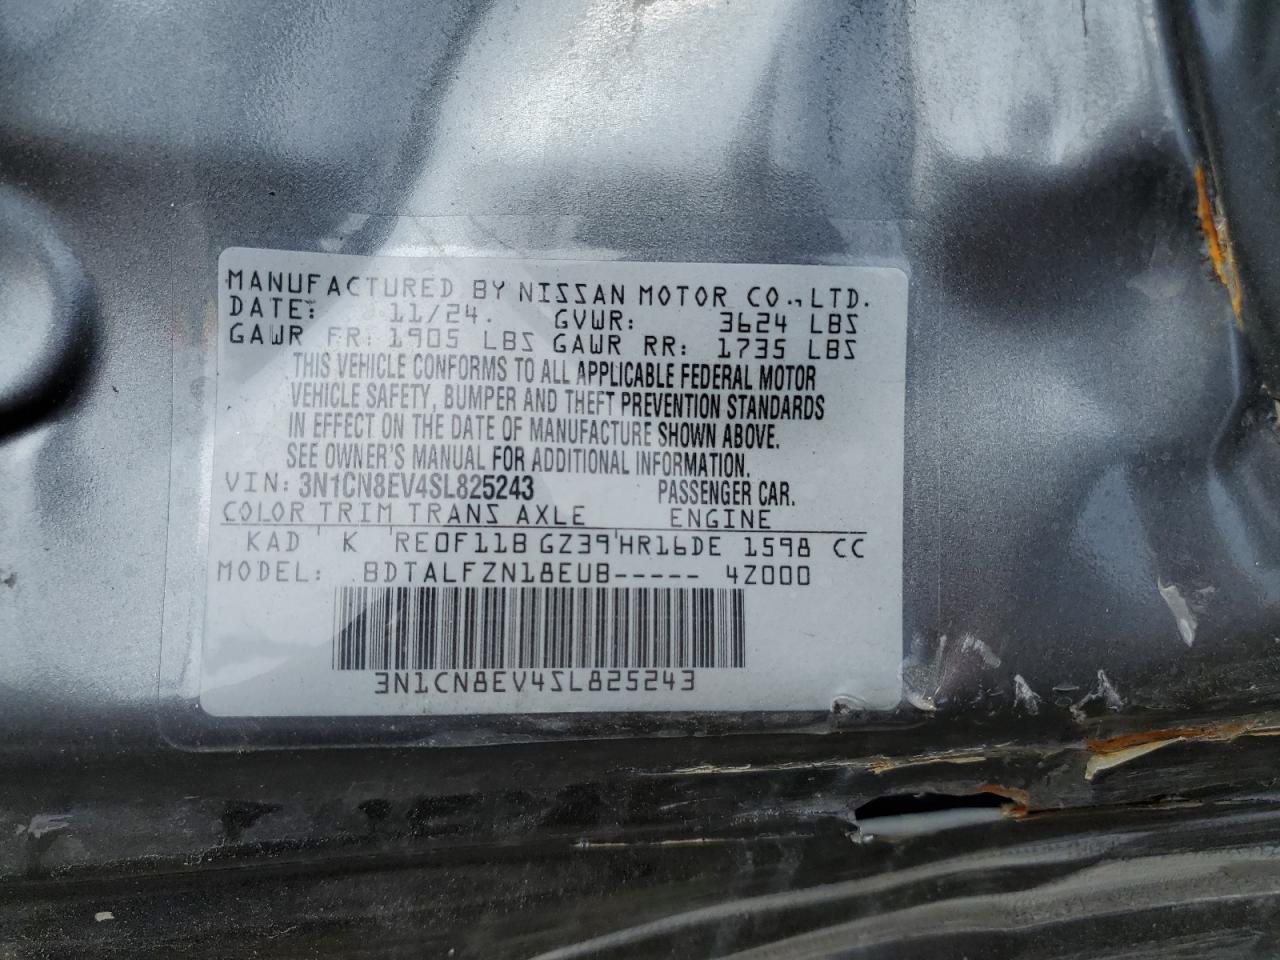 MANUFACTURED BY NISSAN MOTOR CO.,LTD.
DATE: 11/24. GVWR: 3624 LBS
GAWR FR: 1905 LBS GAWR RR: 1735 LBS
THIS VEHICLE CONFORMS TO ALL APPLICABLE FEDERAL MOTOR
VEHICLE SAFETY, BUMPER AND THEFT PREVENTION STANDARDS
IN EFFECT ON THE DATE OF MANUFACTURE SHOWN ABOVE.
SEE OWNER'S MANUAL FOR ADDITIONAL INFORMATION.
VIN: 3N1CN8EV4SL825243 PASSENGER CAR.
COLOR TRIM TRANS AXLE ENGINE
KAD K RE0F11B GZ39 HR16DE 1598 CC
MODEL: BDTALFZN18EUB----- 4Z000
3N1CN8EV4SL825243